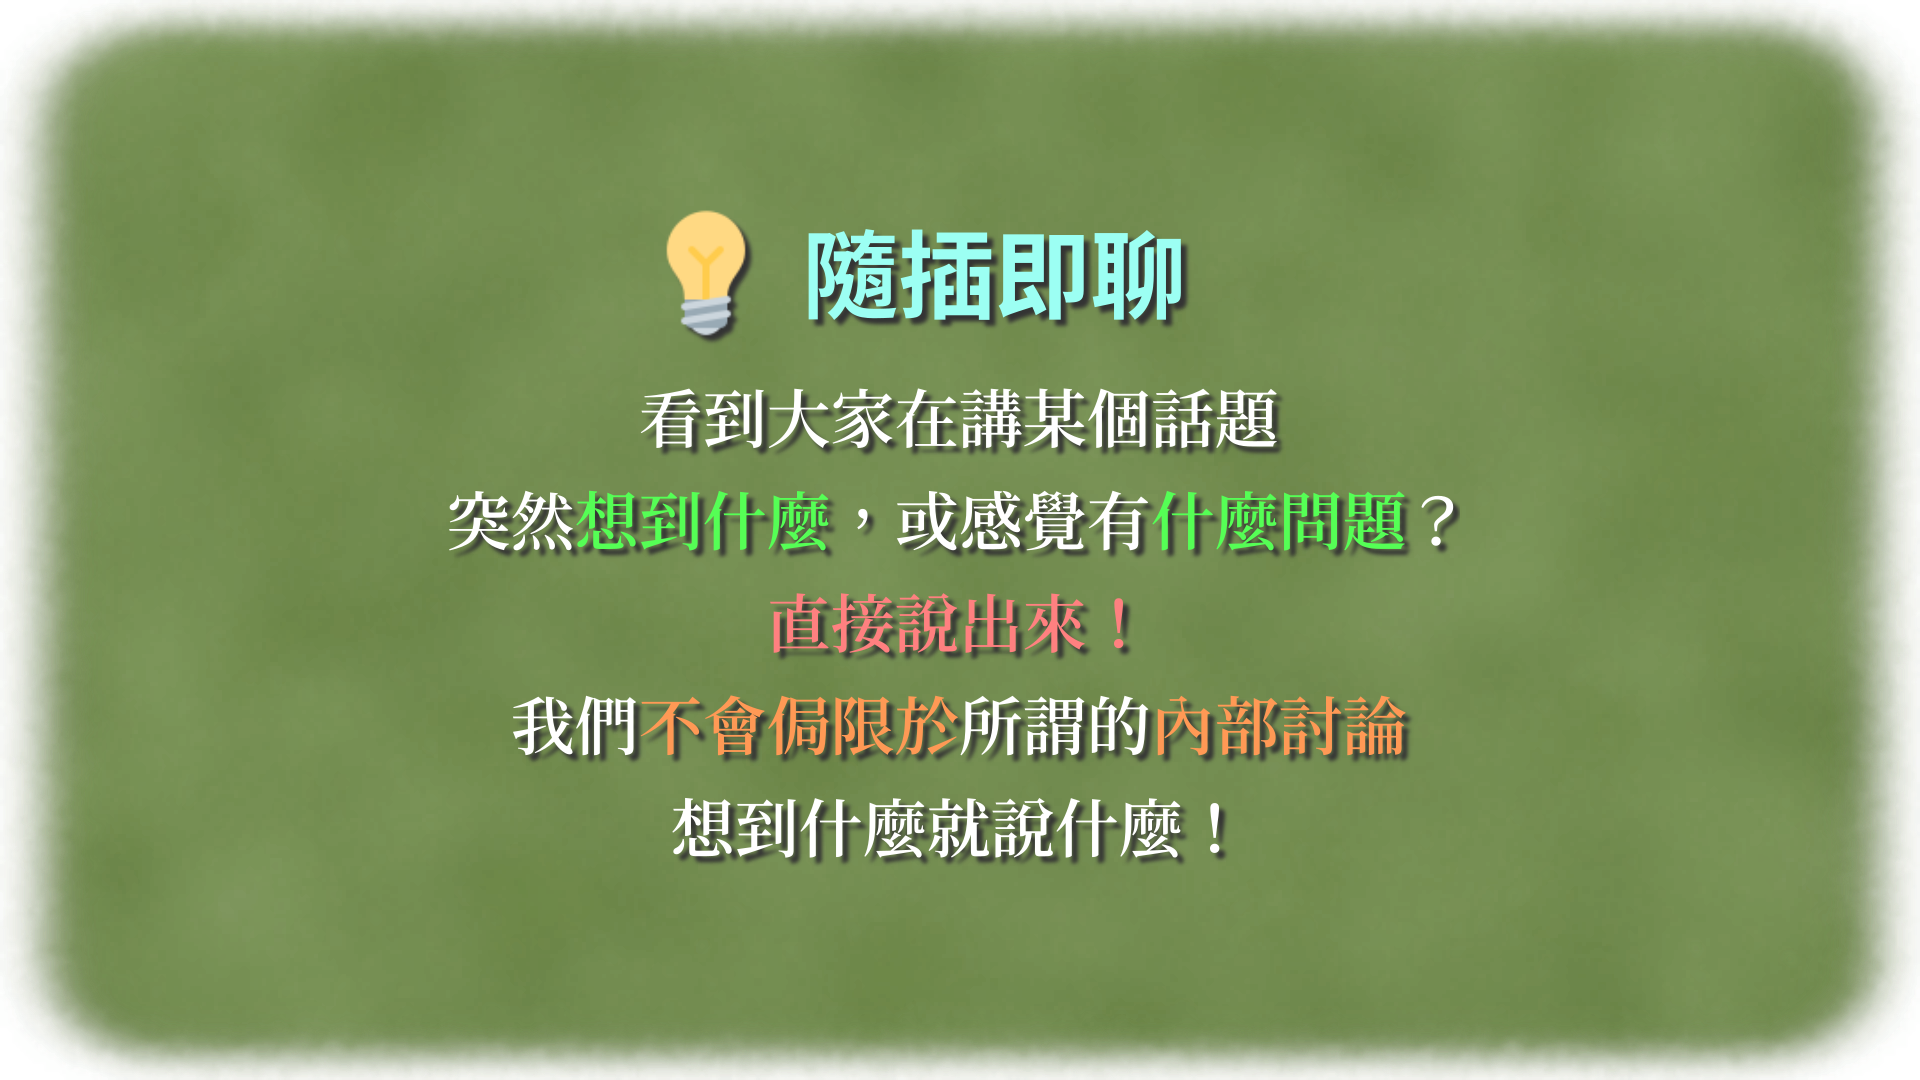 隨插即聊
看到大家在講某個話題
突然想到什麼，或感覺有什麼問題？
直接說出來！
我們不會侷限於所謂的內部討論
想到什麼就說什麼！